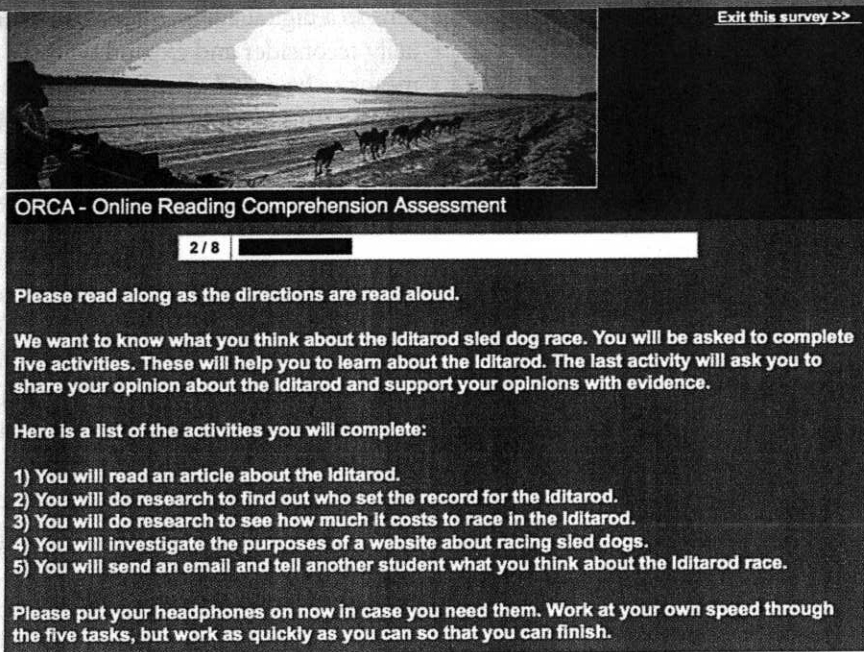 Exit this survey >>
ORCA - Online Reading Comprehension Assessment
2 / 8
Please read along as the directions are read aloud.
We want to know what you think about the Iditarod sled dog race. You will be asked to complete
five activities. These will help you to learn about the Iditarod. The last activity will ask you to
share your opinion about the Iditarod and support your opinions with evidence.
Here is a list of the activities you will complete:
1) You will read an article about the Iditarod.
2) You will do research to find out who set the record for the Iditarod.
3) You will do research to see how much it costs to race in the Iditarod.
4) You will investigate the purposes of a website about racing sled dogs.
5) You will send an email and tell another student what you think about the Iditarod race.
Please put your headphones on now in case you need them. Work at your own speed through
the five tasks, but work as quickly as you can so that you can finish.